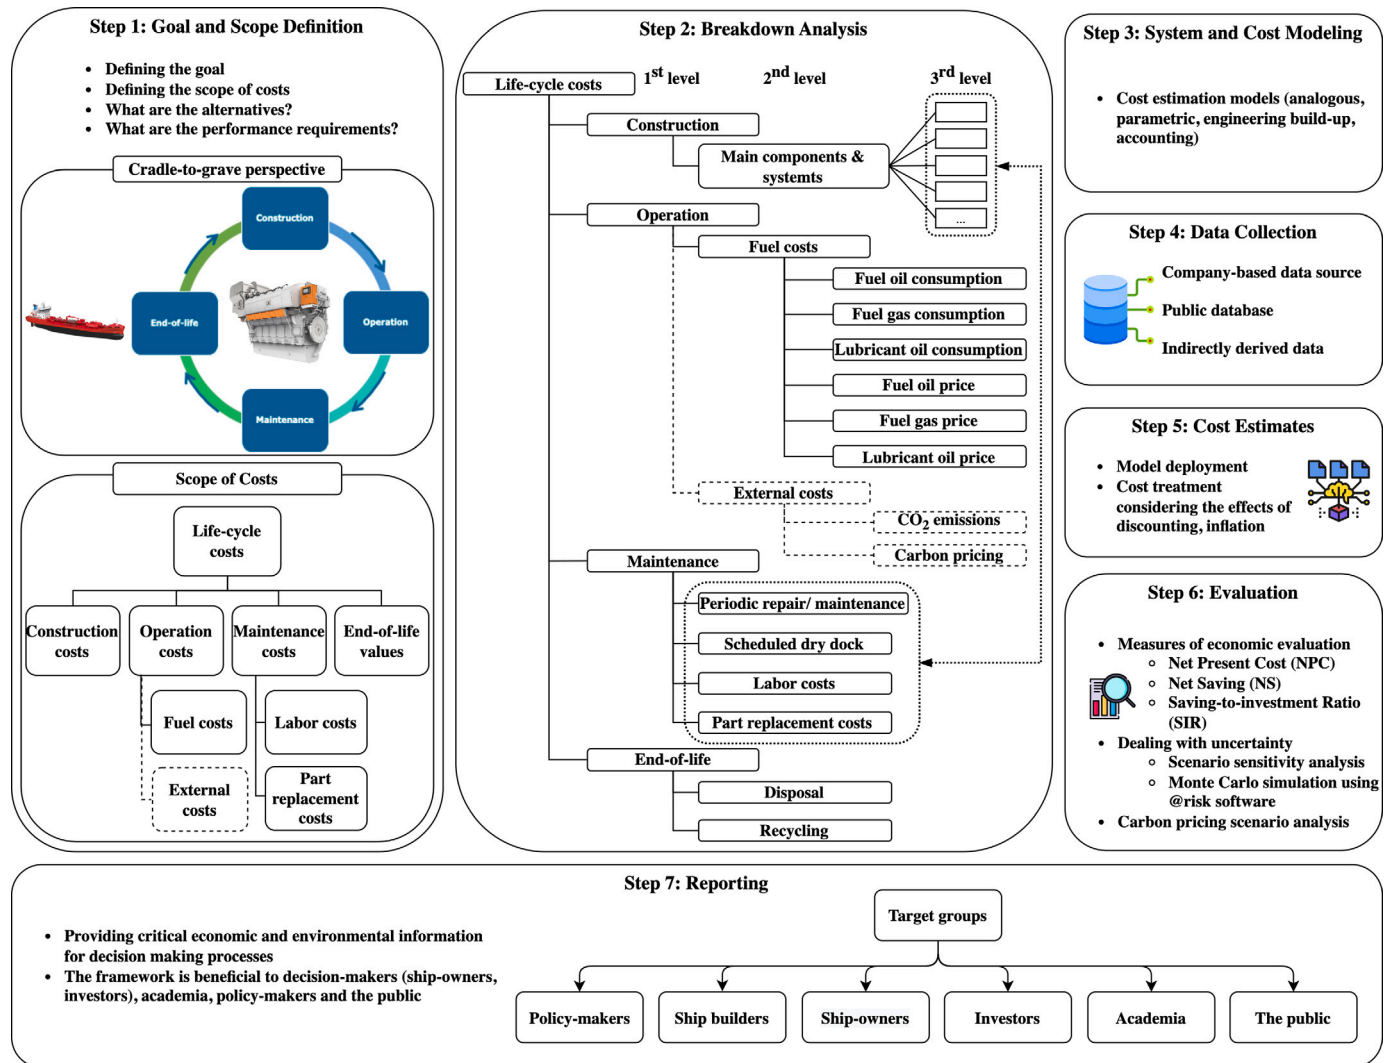 Step 1: Goal and Scope Definition
• Defining the goal
• Defining the scope of costs
• What are the alternatives?
• What are the performance requirements?
Cradle-to-grave perspective
Construction
End-of-life
Operation
Maintenance
Scope of Costs
Life-cycle
costs
Construction
costs
Operation
costs
Maintenance
costs
End-of-life
values
Fuel costs
Labor costs
External
costs
Part
replacement
costs
Step 2: Breakdown Analysis
1st level
2nd level
3rd level
Life-cycle costs
Construction
Main components &
systemts
...
Operation
Fuel costs
Fuel oil consumption
Fuel gas consumption
Lubricant oil consumption
Fuel oil price
Fuel gas price
Lubricant oil price
External costs
CO2 emissions
Carbon pricing
Maintenance
Periodic repair/ maintenance
Scheduled dry dock
Labor costs
Part replacement costs
End-of-life
Disposal
Recycling
Step 3: System and Cost Modeling
• Cost estimation models (analogous,
parametric, engineering build-up,
accounting)
Step 4: Data Collection
Company-based data source
Public database
Indirectly derived data
Step 5: Cost Estimates
• Model deployment
• Cost treatment
considering the effects of
discounting, inflation
Step 6: Evaluation
• Measures of economic evaluation
○ Net Present Cost (NPC)
○ Net Saving (NS)
○ Saving-to-investment Ratio
(SIR)
• Dealing with uncertainty
○ Scenario sensitivity analysis
○ Monte Carlo simulation using
@risk software
• Carbon pricing scenario analysis
Step 7: Reporting
• Providing critical economic and environmental information
for decision making processes
• The framework is beneficial to decision-makers (ship-owners,
investors), academia, policy-makers and the public
Target groups
Policy-makers
Ship builders
Ship-owners
Investors
Academia
The public